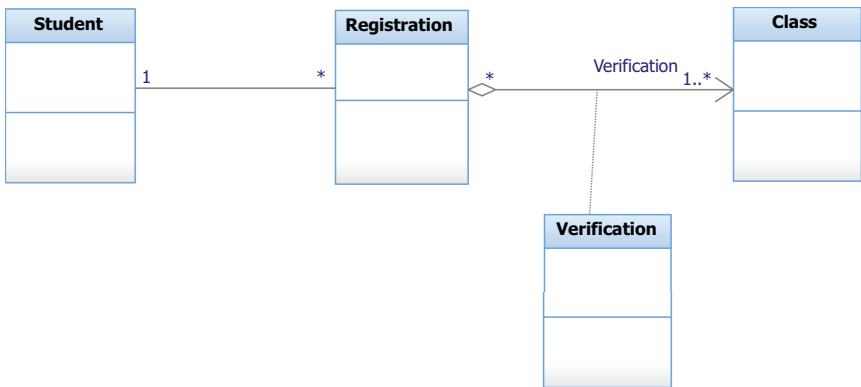 Student
Registration
Class
1
*
*
Verification
1..*
Verification